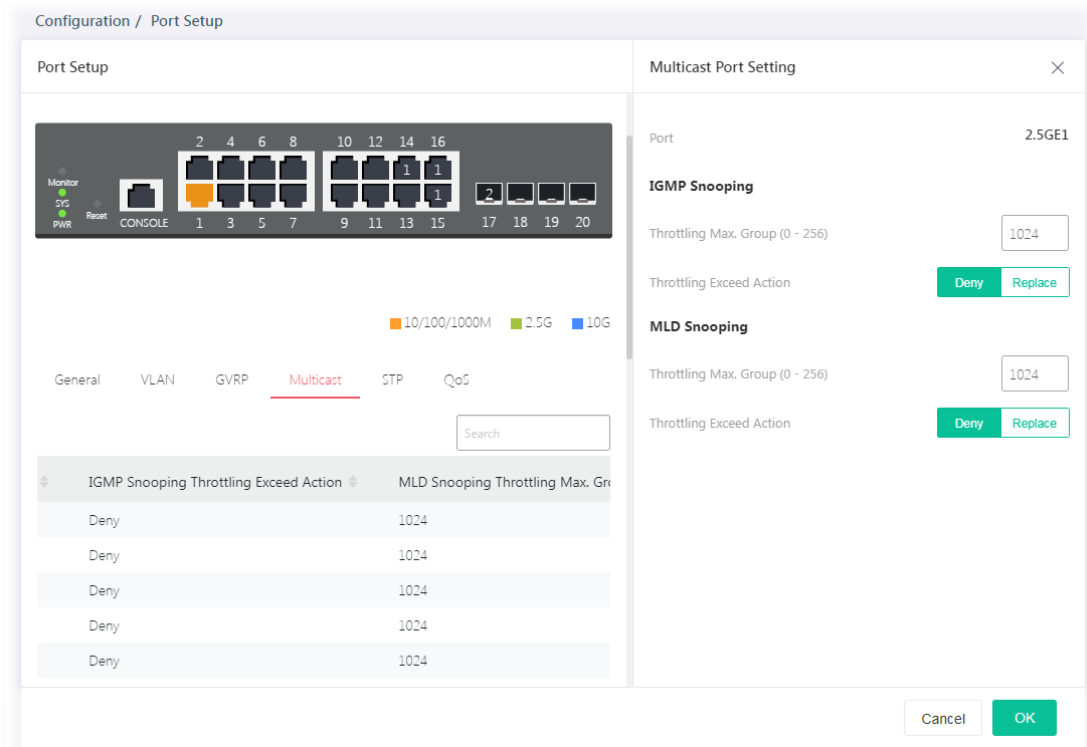 Configuration / Port Setup
Port Setup
2 4 6 8 10 12 14 16
1 1
Monitor
SYS
PWR
Reset
CONSOLE
1
2
1 3 5 7 9 11 13 15 17 18 19 20
10/100/1000M 2.5G 10G
General VLAN GVRP Multicast STP QoS
Search
IGMP Snooping Throttling Exceed Action MLD Snooping Throttling Max. Gro
Deny 1024
Deny 1024
Deny 1024
Deny 1024
Deny 1024
Multicast Port Setting
Port 2.5GE1
IGMP Snooping
Throttling Max. Group (0 - 256) 1024
Throttling Exceed Action Deny Replace
MLD Snooping
Throttling Max. Group (0 - 256) 1024
Throttling Exceed Action Deny Replace
Cancel OK